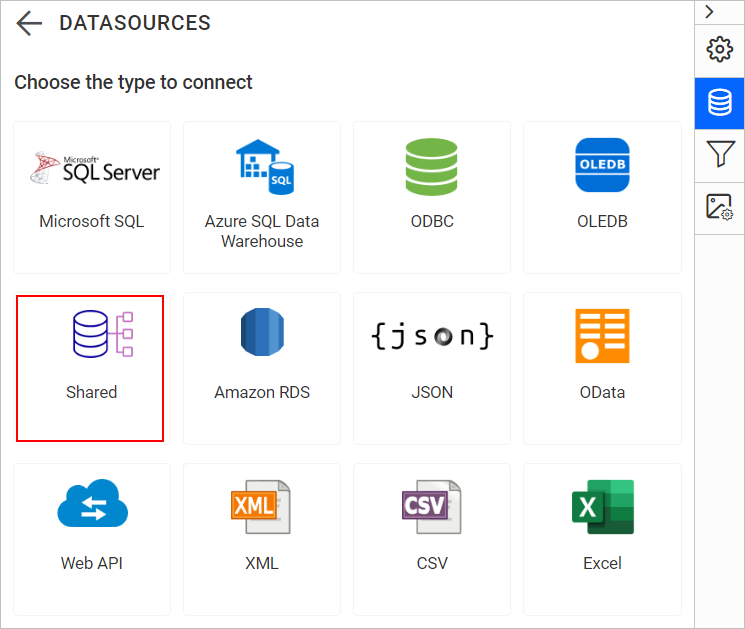 DATASOURCES
Choose the type to connect
Microsoft®
SQL Server
Microsoft SQL
SQL
Azure SQL Data
Warehouse
ODBC
OLEDB
OLEDB
Shared
Amazon RDS
{json}
JSON
OData
Web API
XML
XML
CSV
CSV
X
Excel